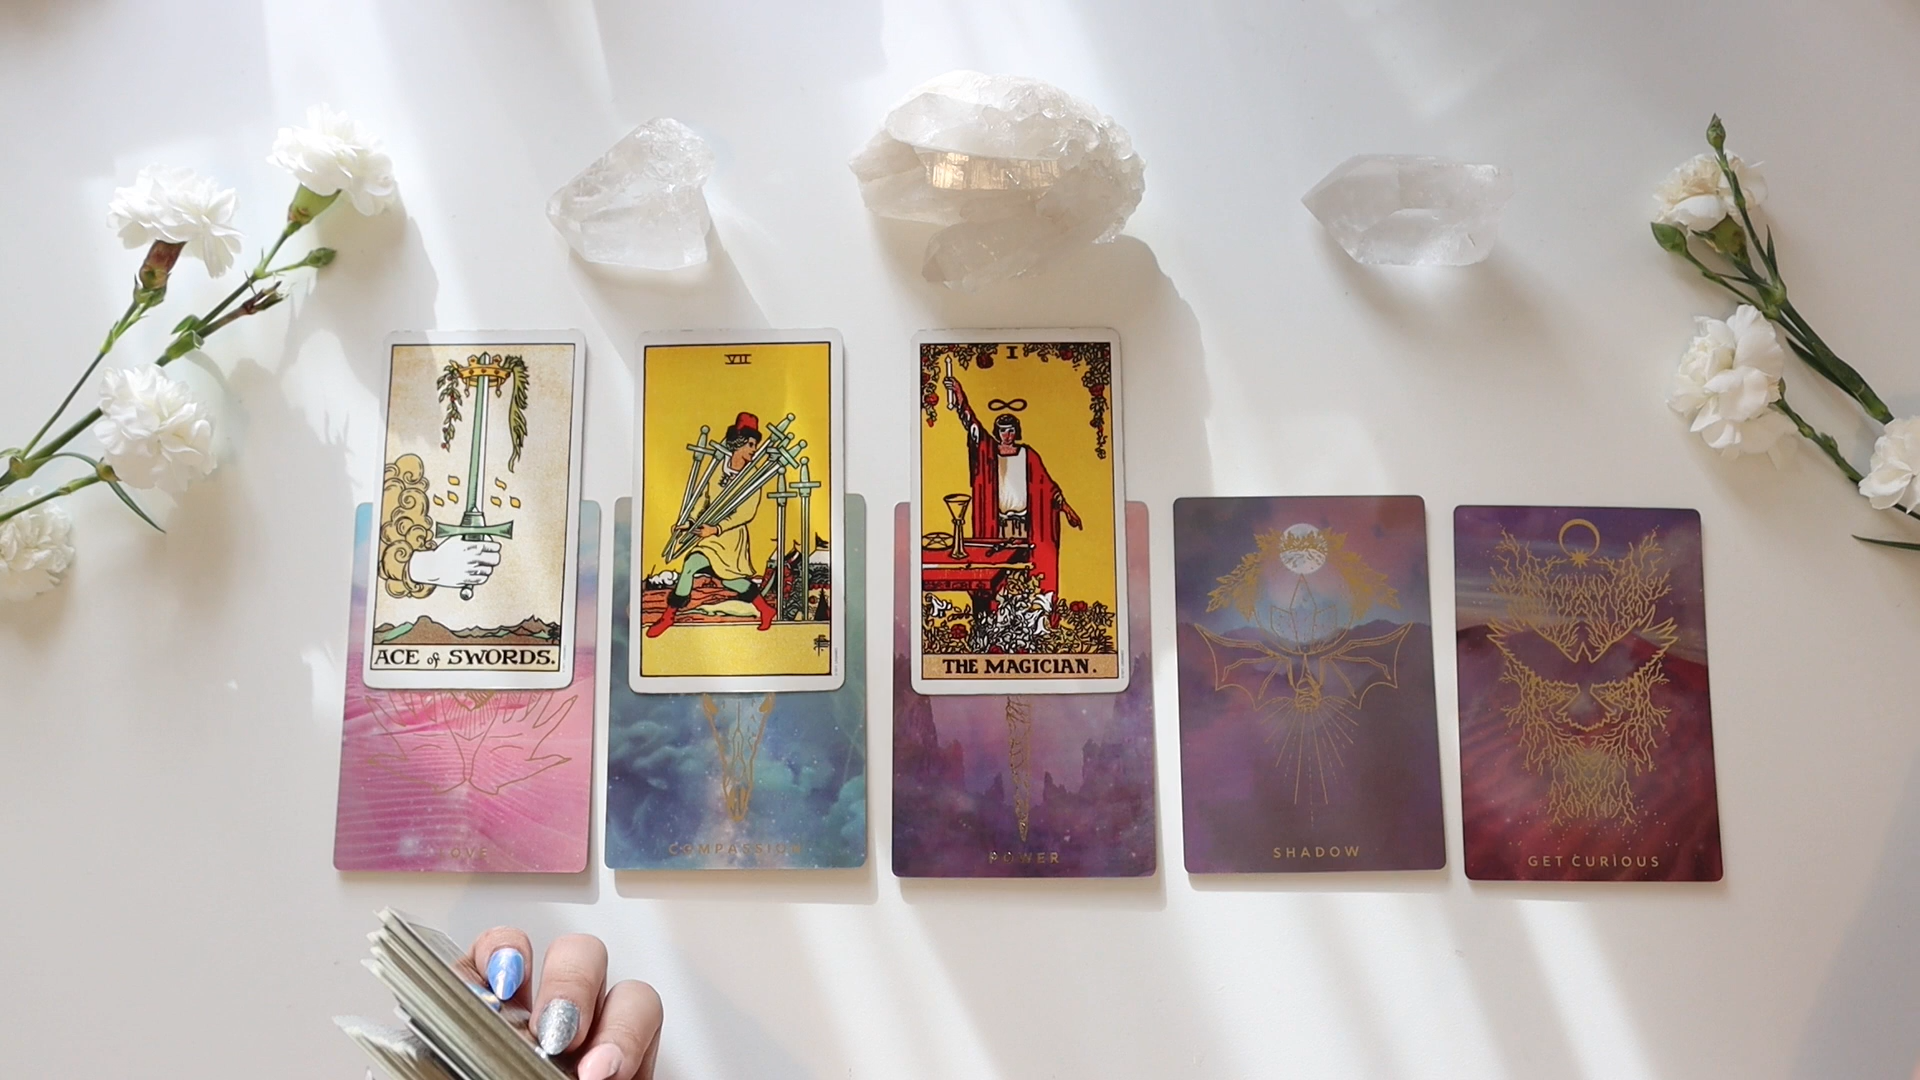 VII
I
ACE of SWORDS.
THE MAGICIAN.
LOVE
COMPASSION
POWER
SHADOW
GET CURIOUS